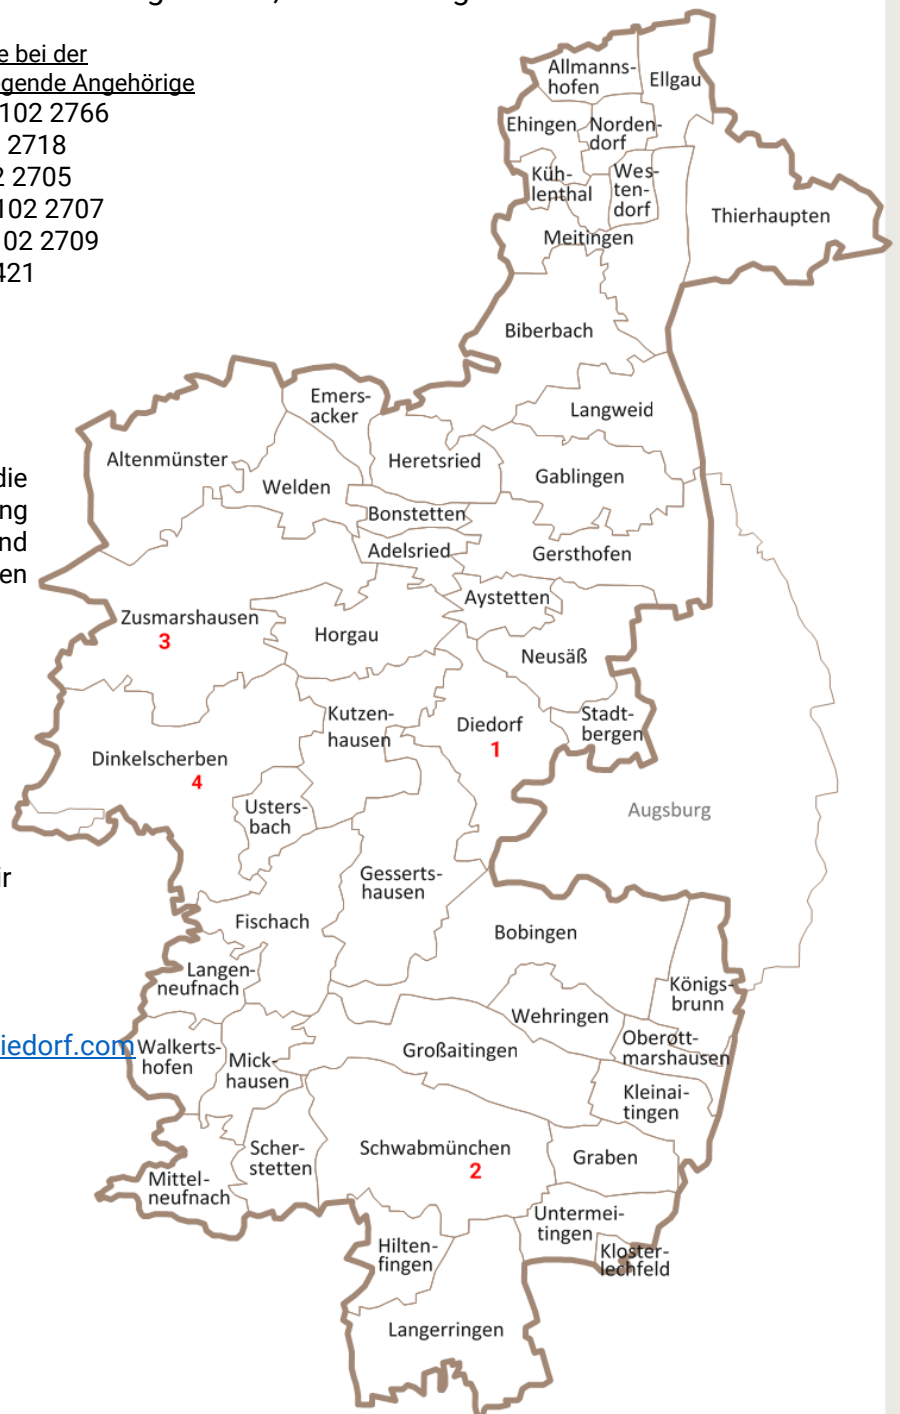 e bei der
gende Angehörige
102 2766
2718
2 2705
102 2707
02 2709
421
die
ng
nd
en
ir
iedorf.com
Allmanns-
hofen
Ellgau
Ehingen
Norden-
dorf
Küh-
lenthal
Wes-
ten-
dorf
Thierhaupten
Meitingen
Biberbach
Emers-
acker
Langweid
Altenmünster
Heretsried
Gablingen
Welden
Bonstetten
Adelsried
Gersthofen
Aystetten
Zusmarshausen
3
Horgau
Neusäß
Kutzen-
hausen
Diedorf
1
Stadt-
bergen
Dinkelscherben
4
Usters-
bach
Augsburg
Gesserts-
hausen
Fischach
Bobingen
Langen-
neufnach
Königs-
brunn
Wehringen
Walkerts-
hofen
Mick-
hausen
Großaitingen
Oberott-
marshausen
Kleinai-
tingen
Scher-
stetten
Schwabmünchen
2
Graben
Mittel-
neufnach
Untermei-
tingen
Hilten-
fingen
Kloster-
lechfeld
Langerringen